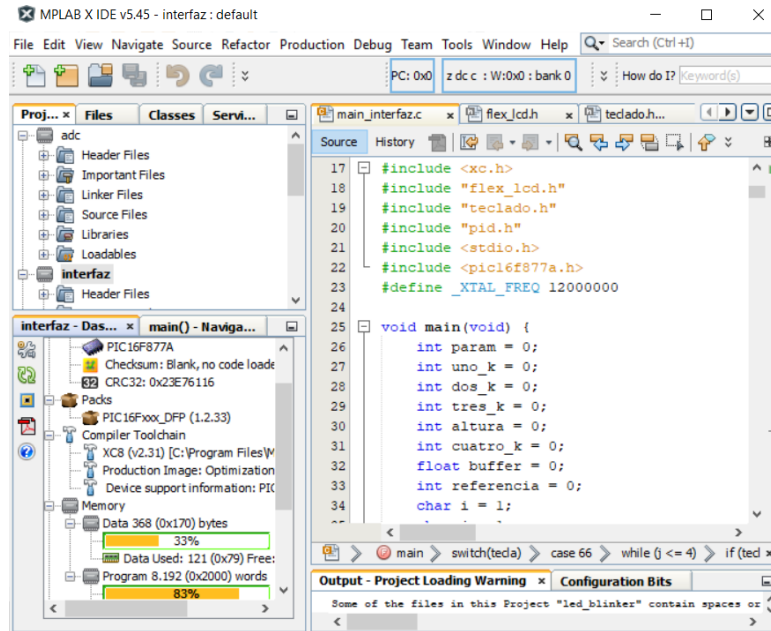 MPLAB X IDE v5.45 - interfaz : default
File Edit View Navigate Source Refactor Production Debug Team Tools Window Help
Search (Ctrl+I)
PC: 0x0
z dc c : W:0x0 : bank 0
How do I?
Keyword(s)
Proj... ×
Files
Classes
Servi...
adc
Header Files
Important Files
Linker Files
Source Files
Libraries
Loadables
interfaz
Header Files
interfaz - Das... ×
main() - Naviga...
PIC16F877A
Checksum: Blank, no code loade
CRC32: 0x23E76116
Packs
PIC16Fxxx_DFP (1.2.33)
Compiler Toolchain
XC8 (v2.31) [C:\Program Files\M
Production Image: Optimization
Device support information: PIC
Memory
Data 368 (0x170) bytes
33%
Data Used: 121 (0x79) Free:
Program 8.192 (0x2000) words
83%
main_interfaz.c ×
flex_lcd.h ×
teclado.h...
Source
History
17 #include <xc.h>
18 #include "flex_lcd.h"
19 #include "teclado.h"
20 #include "pid.h"
21 #include <stdio.h>
22 #include <pic16f877a.h>
23 #define _XTAL_FREQ 12000000
24
25 void main(void) {
26 int param = 0;
27 int uno_k = 0;
28 int dos_k = 0;
29 int tres_k = 0;
30 int altura = 0;
31 int cuatro_k = 0;
32 float buffer = 0;
33 int referencia = 0;
34 char i = 1;
main
switch(tecla)
case 66
while (j <= 4)
if (tecl ×
Output - Project Loading Warning ×
Configuration Bits
Some of the files in this Project "led_blinker" contain spaces or